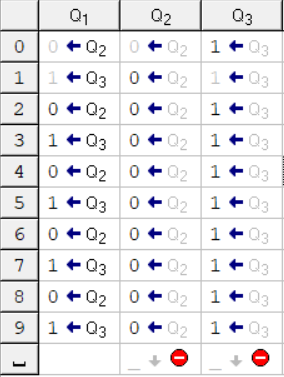 Q₁ Q₂ Q₃
0 0 ← Q₂ 0 ← Q₂ 1 ← Q₃
1 1 ← Q₃ 0 ← Q₂ 1 ← Q₃
2 0 ← Q₂ 0 ← Q₂ 1 ← Q₃
3 1 ← Q₃ 0 ← Q₂ 1 ← Q₃
4 0 ← Q₂ 0 ← Q₂ 1 ← Q₃
5 1 ← Q₃ 0 ← Q₂ 1 ← Q₃
6 0 ← Q₂ 0 ← Q₂ 1 ← Q₃
7 1 ← Q₃ 0 ← Q₂ 1 ← Q₃
8 0 ← Q₂ 0 ← Q₂ 1 ← Q₃
9 1 ← Q₃ 0 ← Q₂ 1 ← Q₃
␣ _ ↓ ⛔ _ ↓ ⛔